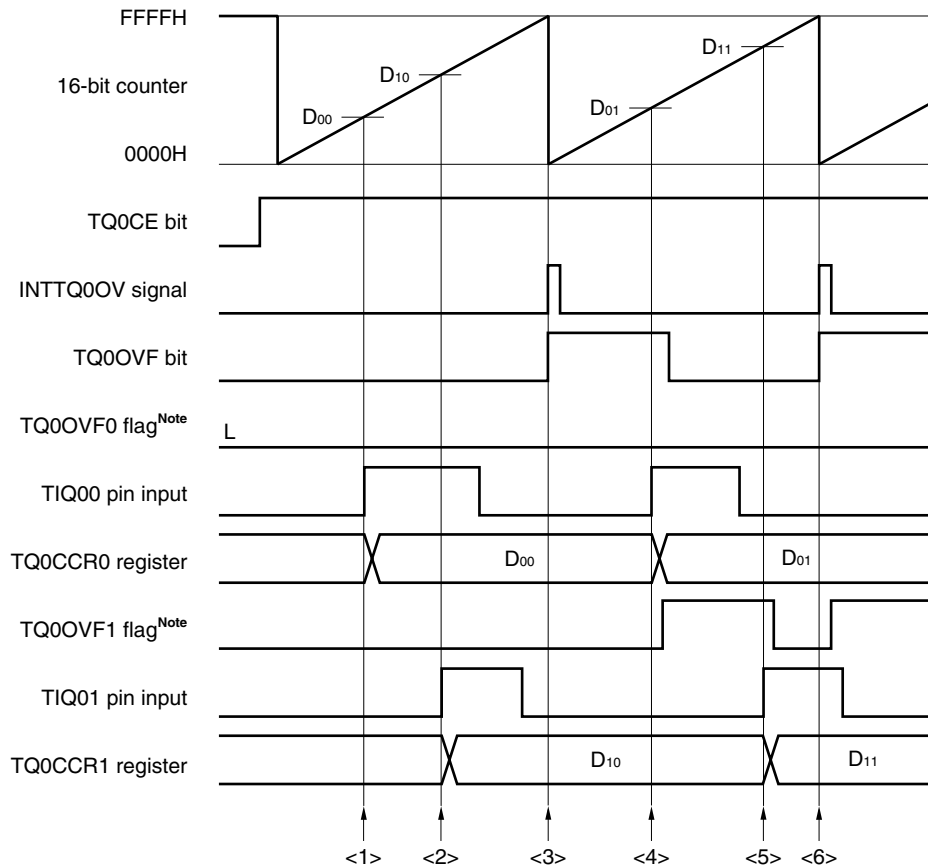 FFFFH
D11
D10
16-bit counter
D01
D00
0000H
TQ0CE bit
INTTQ0OV signal
TQ0OVF bit
TQ0OVF0 flagNote
L
TIQ00 pin input
TQ0CCR0 register
D00
D01
TQ0OVF1 flagNote
TIQ01 pin input
TQ0CCR1 register
D10
D11
<1> <2> <3> <4> <5> <6>